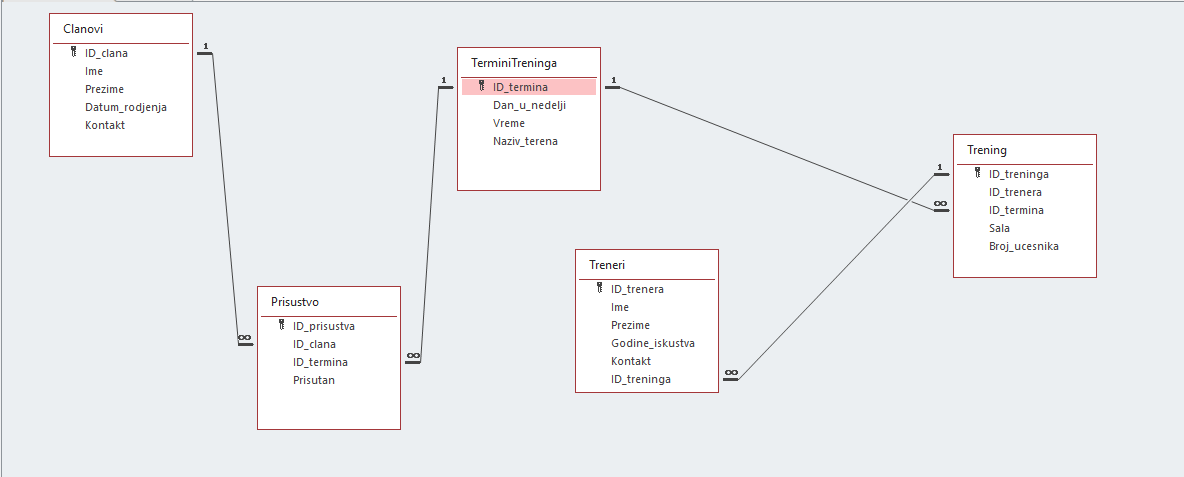 Clanovi
ID_clana
Ime
Prezime
Datum_rodjenja
Kontakt
1
TerminiTreninga
ID_termina
Dan_u_nedelji
Vreme
Naziv_terena
1
1
Trening
ID_treninga
ID_trenera
ID_termina
Sala
Broj_ucesnika
1
∞
Treneri
ID_trenera
Ime
Prezime
Godine_iskustva
Kontakt
ID_treninga
∞
Prisustvo
ID_prisustva
ID_clana
ID_termina
Prisutan
∞
∞